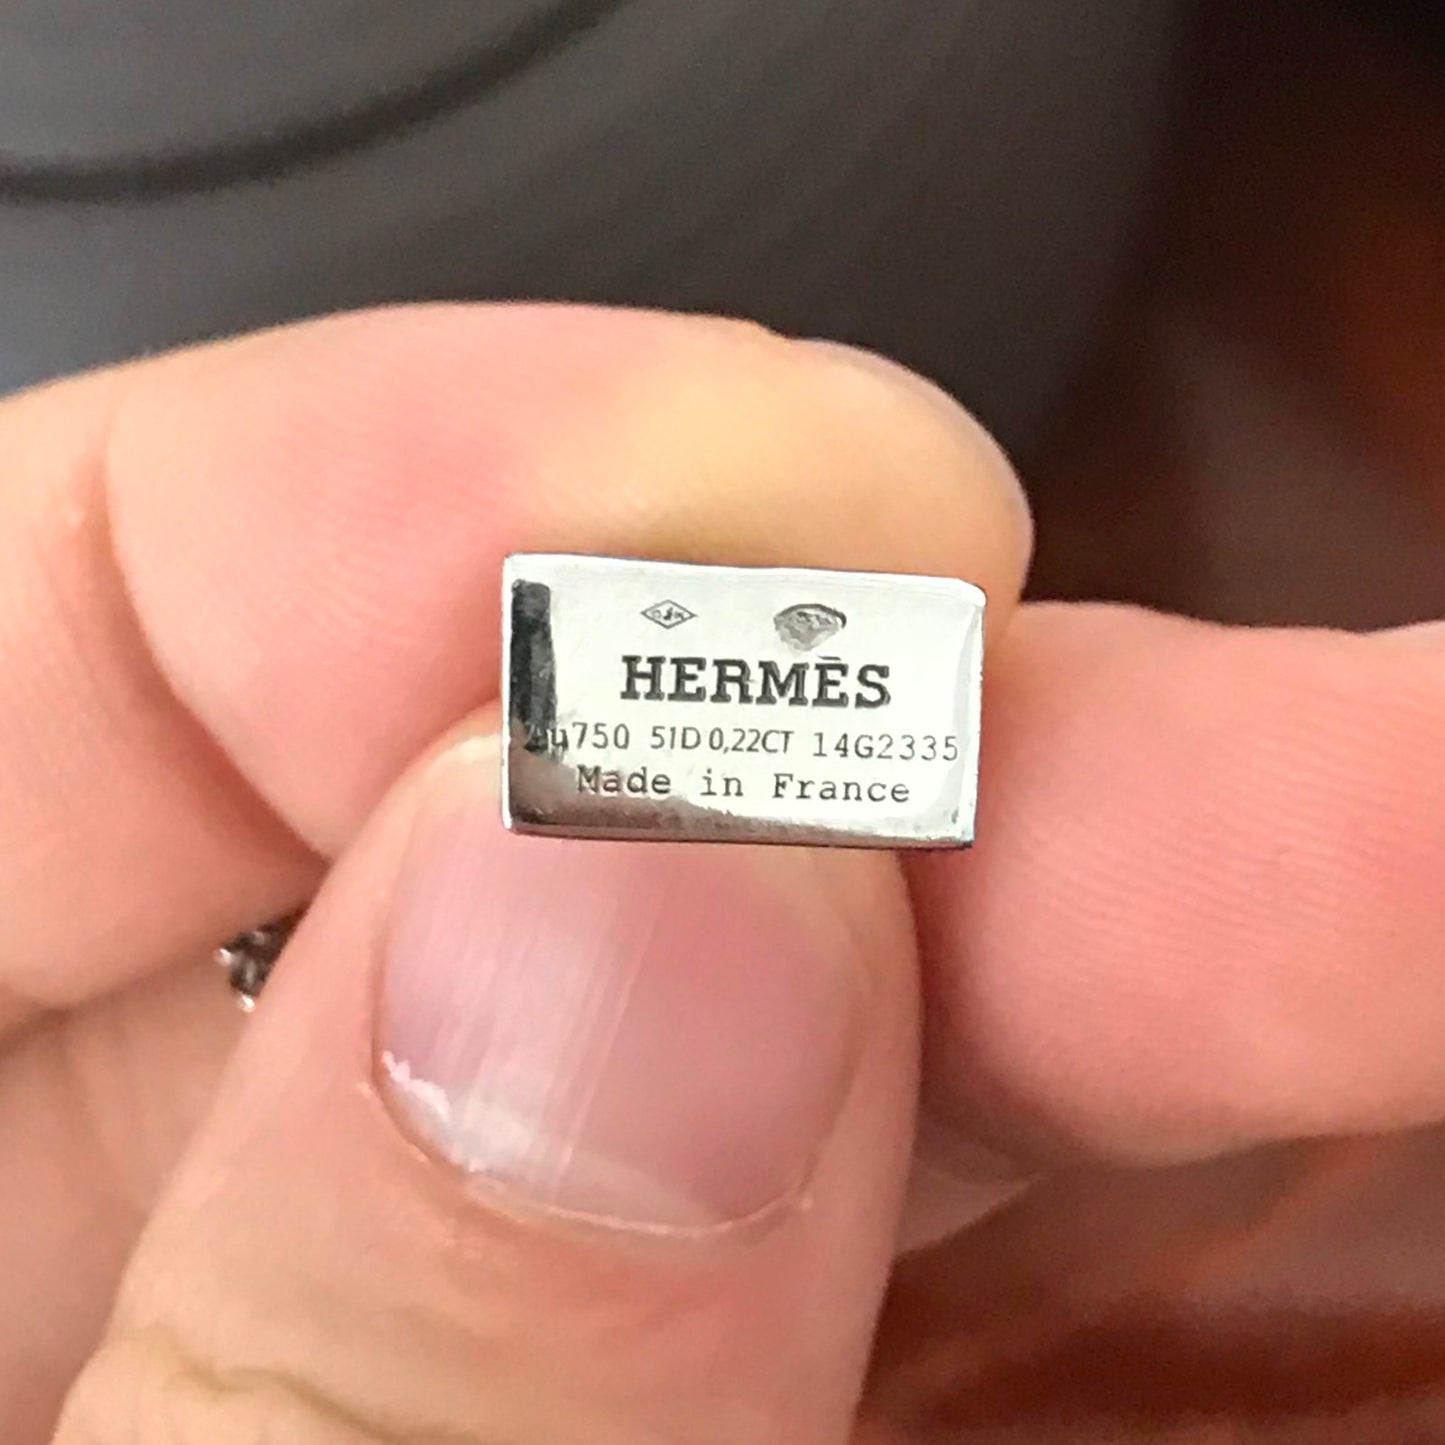 HERMÈS
Au750 51D 0,22CT 14G2335
Made in France